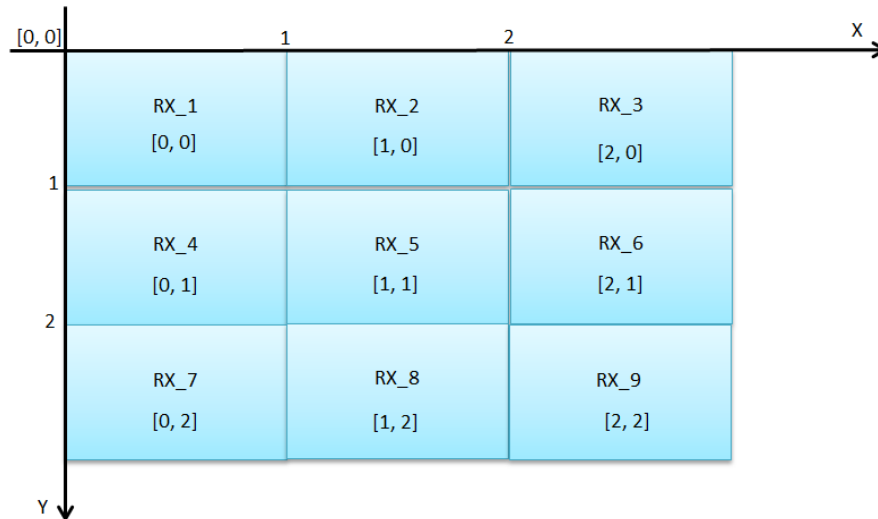 [0, 0] 1 2 X
RX_1 RX_2 RX_3
[0, 0] [1, 0] [2, 0]
1
RX_4 RX_5 RX_6
[0, 1] [1, 1] [2, 1]
2
RX_7 RX_8 RX_9
[0, 2] [1, 2] [2, 2]
Y